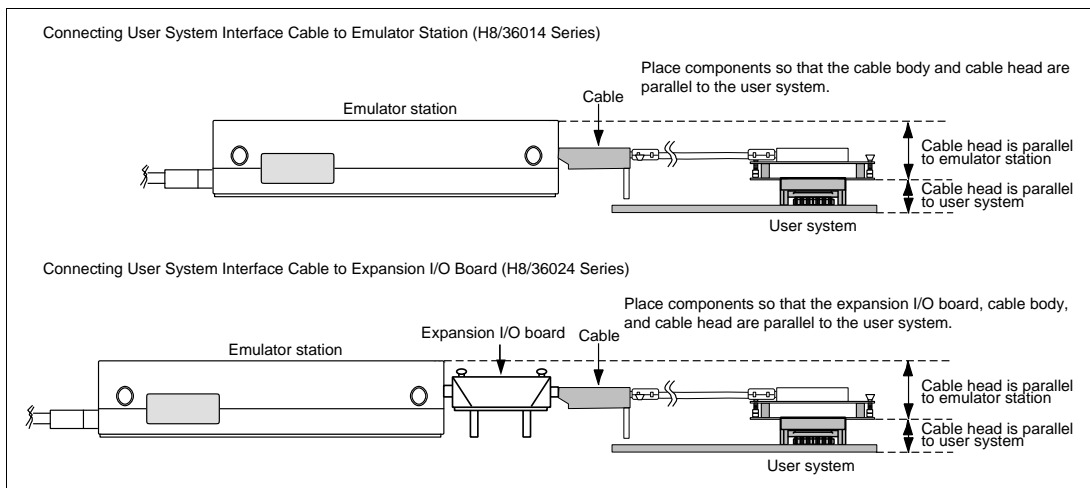 Connecting User System Interface Cable to Emulator Station (H8/36014 Series)
Place components so that the cable body and cable head are
parallel to the user system.
Emulator station
Cable
Cable head is parallel
to emulator station
Cable head is parallel
to user system
User system
Connecting User System Interface Cable to Expansion I/O Board (H8/36024 Series)
Place components so that the expansion I/O board, cable body,
and cable head are parallel to the user system.
Expansion I/O board
Cable
Emulator station
Cable head is parallel
to emulator station
Cable head is parallel
to user system
User system